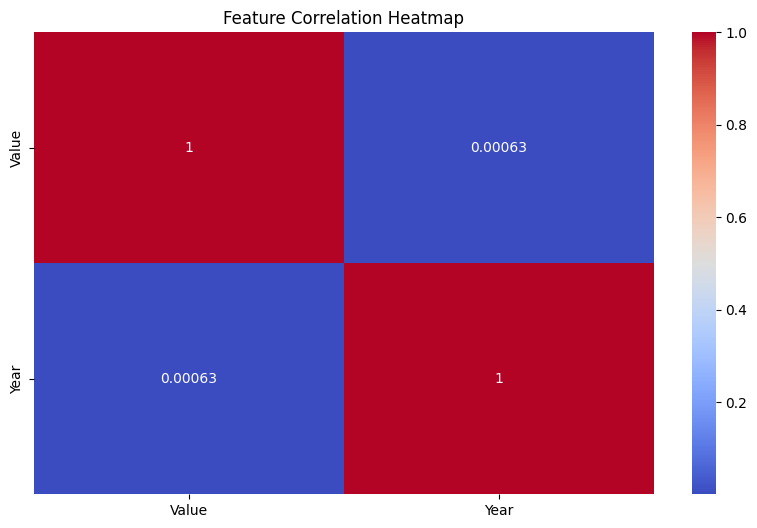 Feature Correlation Heatmap
Value
1
0.00063
Year
0.00063
1
Value
Year
1.0
0.8
0.6
0.4
0.2